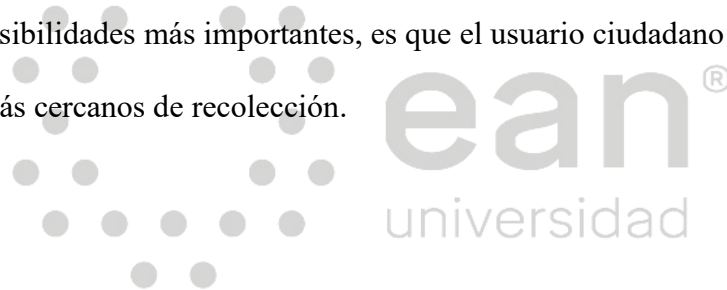 sibilidades más importantes, es que el usuario ciudadano
ás cercanos de recolección.
ean®
universidad